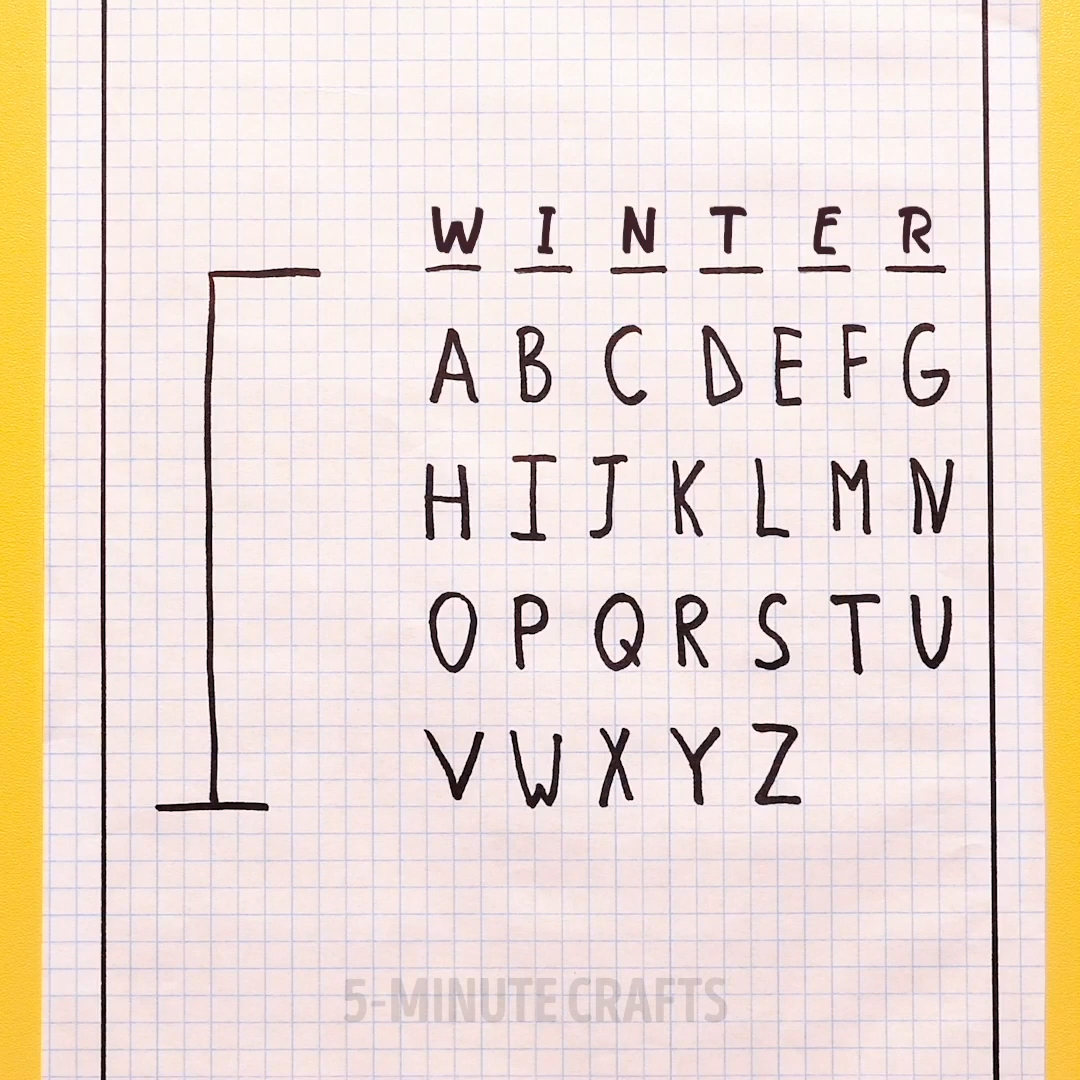 W I N T E R
A B C D E F G
H I J K L M N
O P Q R S T U
V W X Y Z
5-MINUTE CRAFTS